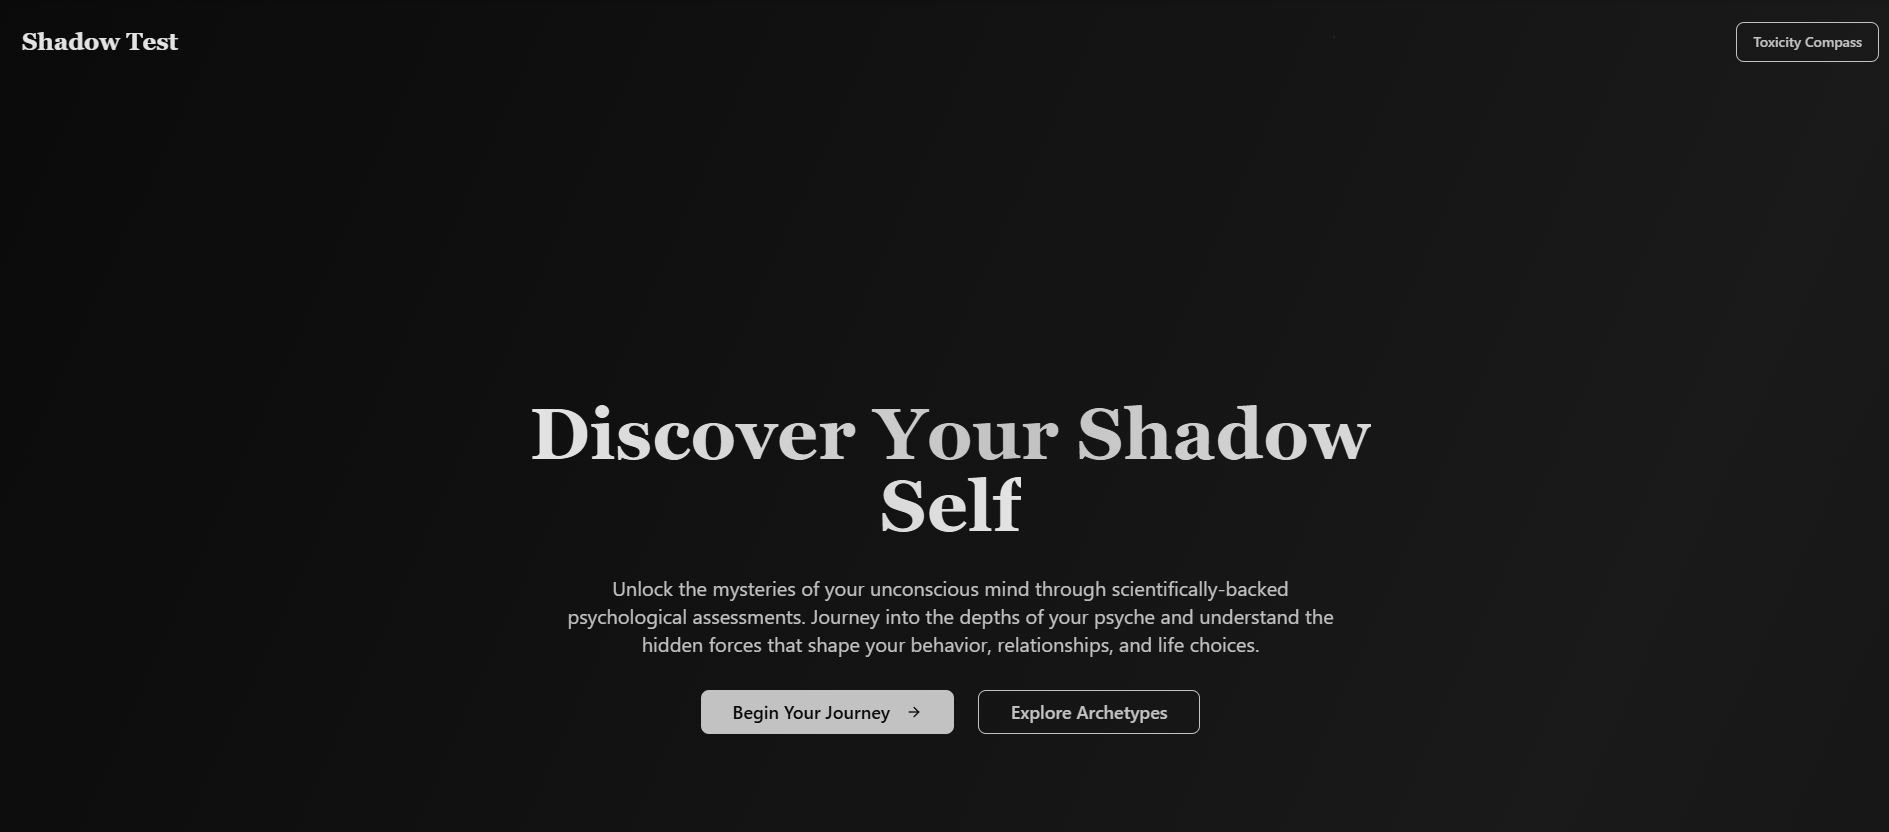 Shadow Test
Toxicity Compass
Discover Your Shadow
Self
Unlock the mysteries of your unconscious mind through scientifically-backed
psychological assessments. Journey into the depths of your psyche and understand the
hidden forces that shape your behavior, relationships, and life choices.
Begin Your Journey →
Explore Archetypes